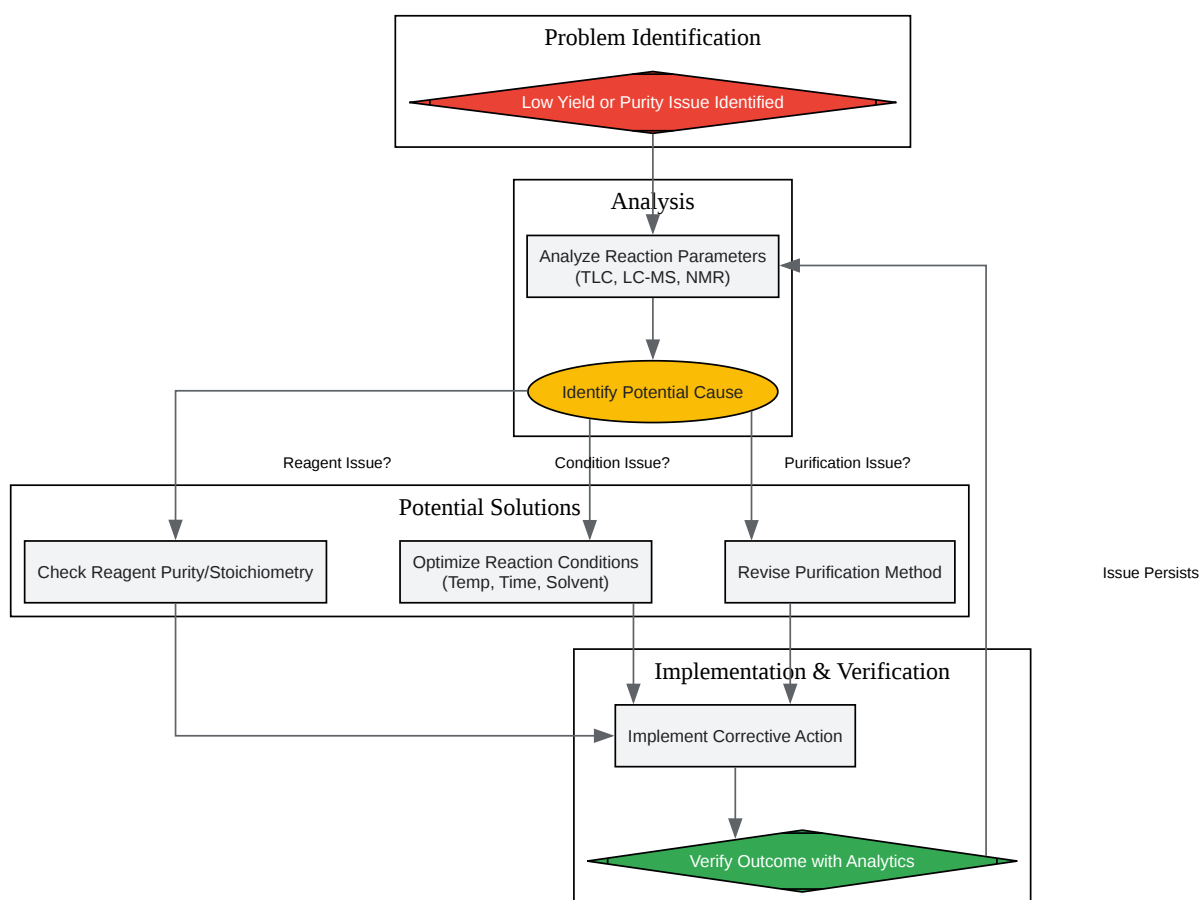 Problem Identification
Low Yield or Purity Issue Identified
Analysis
Analyze Reaction Parameters
(TLC, LC-MS, NMR)
Identify Potential Cause
Reagent Issue?
Condition Issue?
Purification Issue?
Potential Solutions
Check Reagent Purity/Stoichiometry
Optimize Reaction Conditions
(Temp, Time, Solvent)
Revise Purification Method
Issue Persists
Implementation & Verification
Implement Corrective Action
Verify Outcome with Analytics